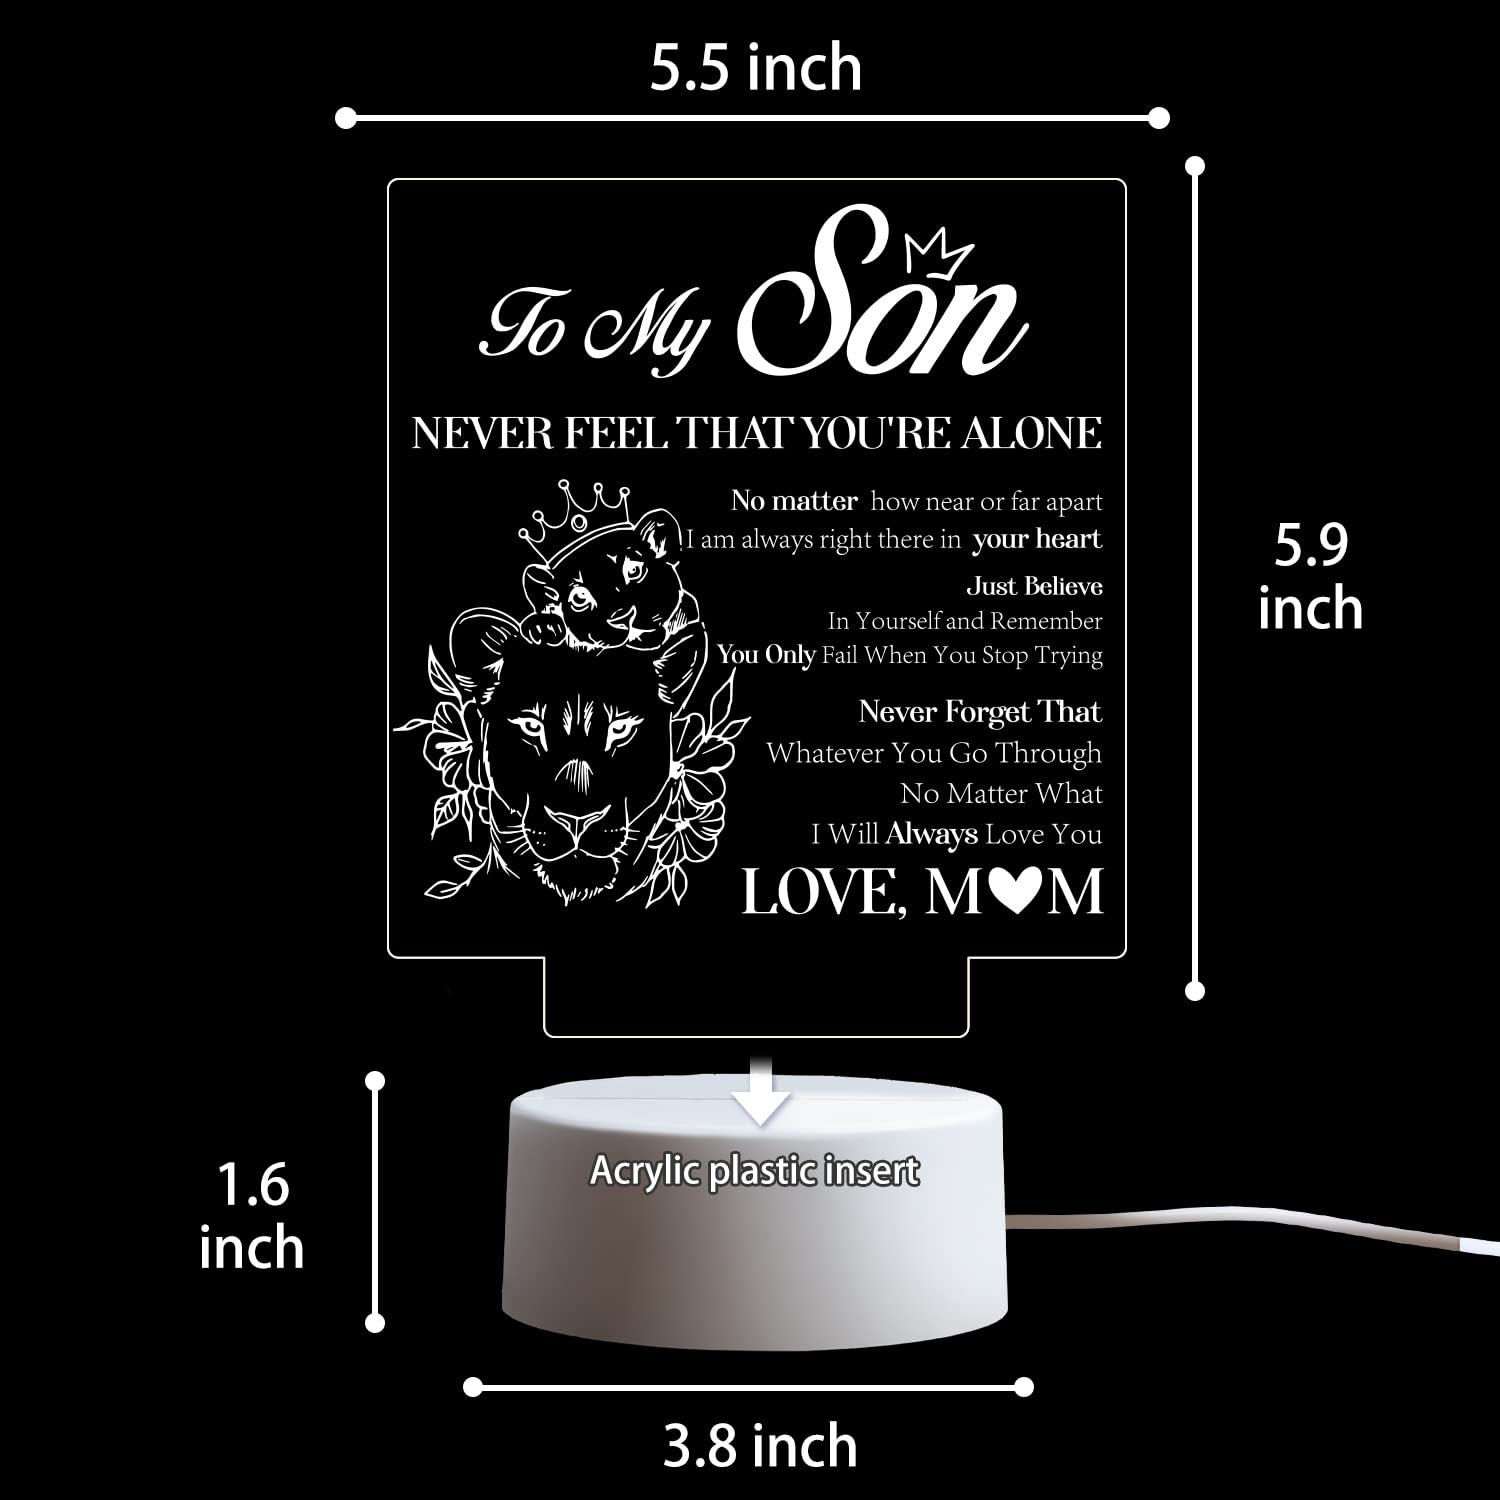 5.5 inch
To My Son
NEVER FEEL THAT YOU'RE ALONE
No matter how near or far apart
I am always right there in your heart
Just Believe
In Yourself and Remember
You Only Fail When You Stop Trying
Never Forget That
Whatever You Go Through
No Matter What
I Will Always Love You
LOVE, M♥M
5.9
inch
Acrylic plastic insert
1.6
inch
3.8 inch